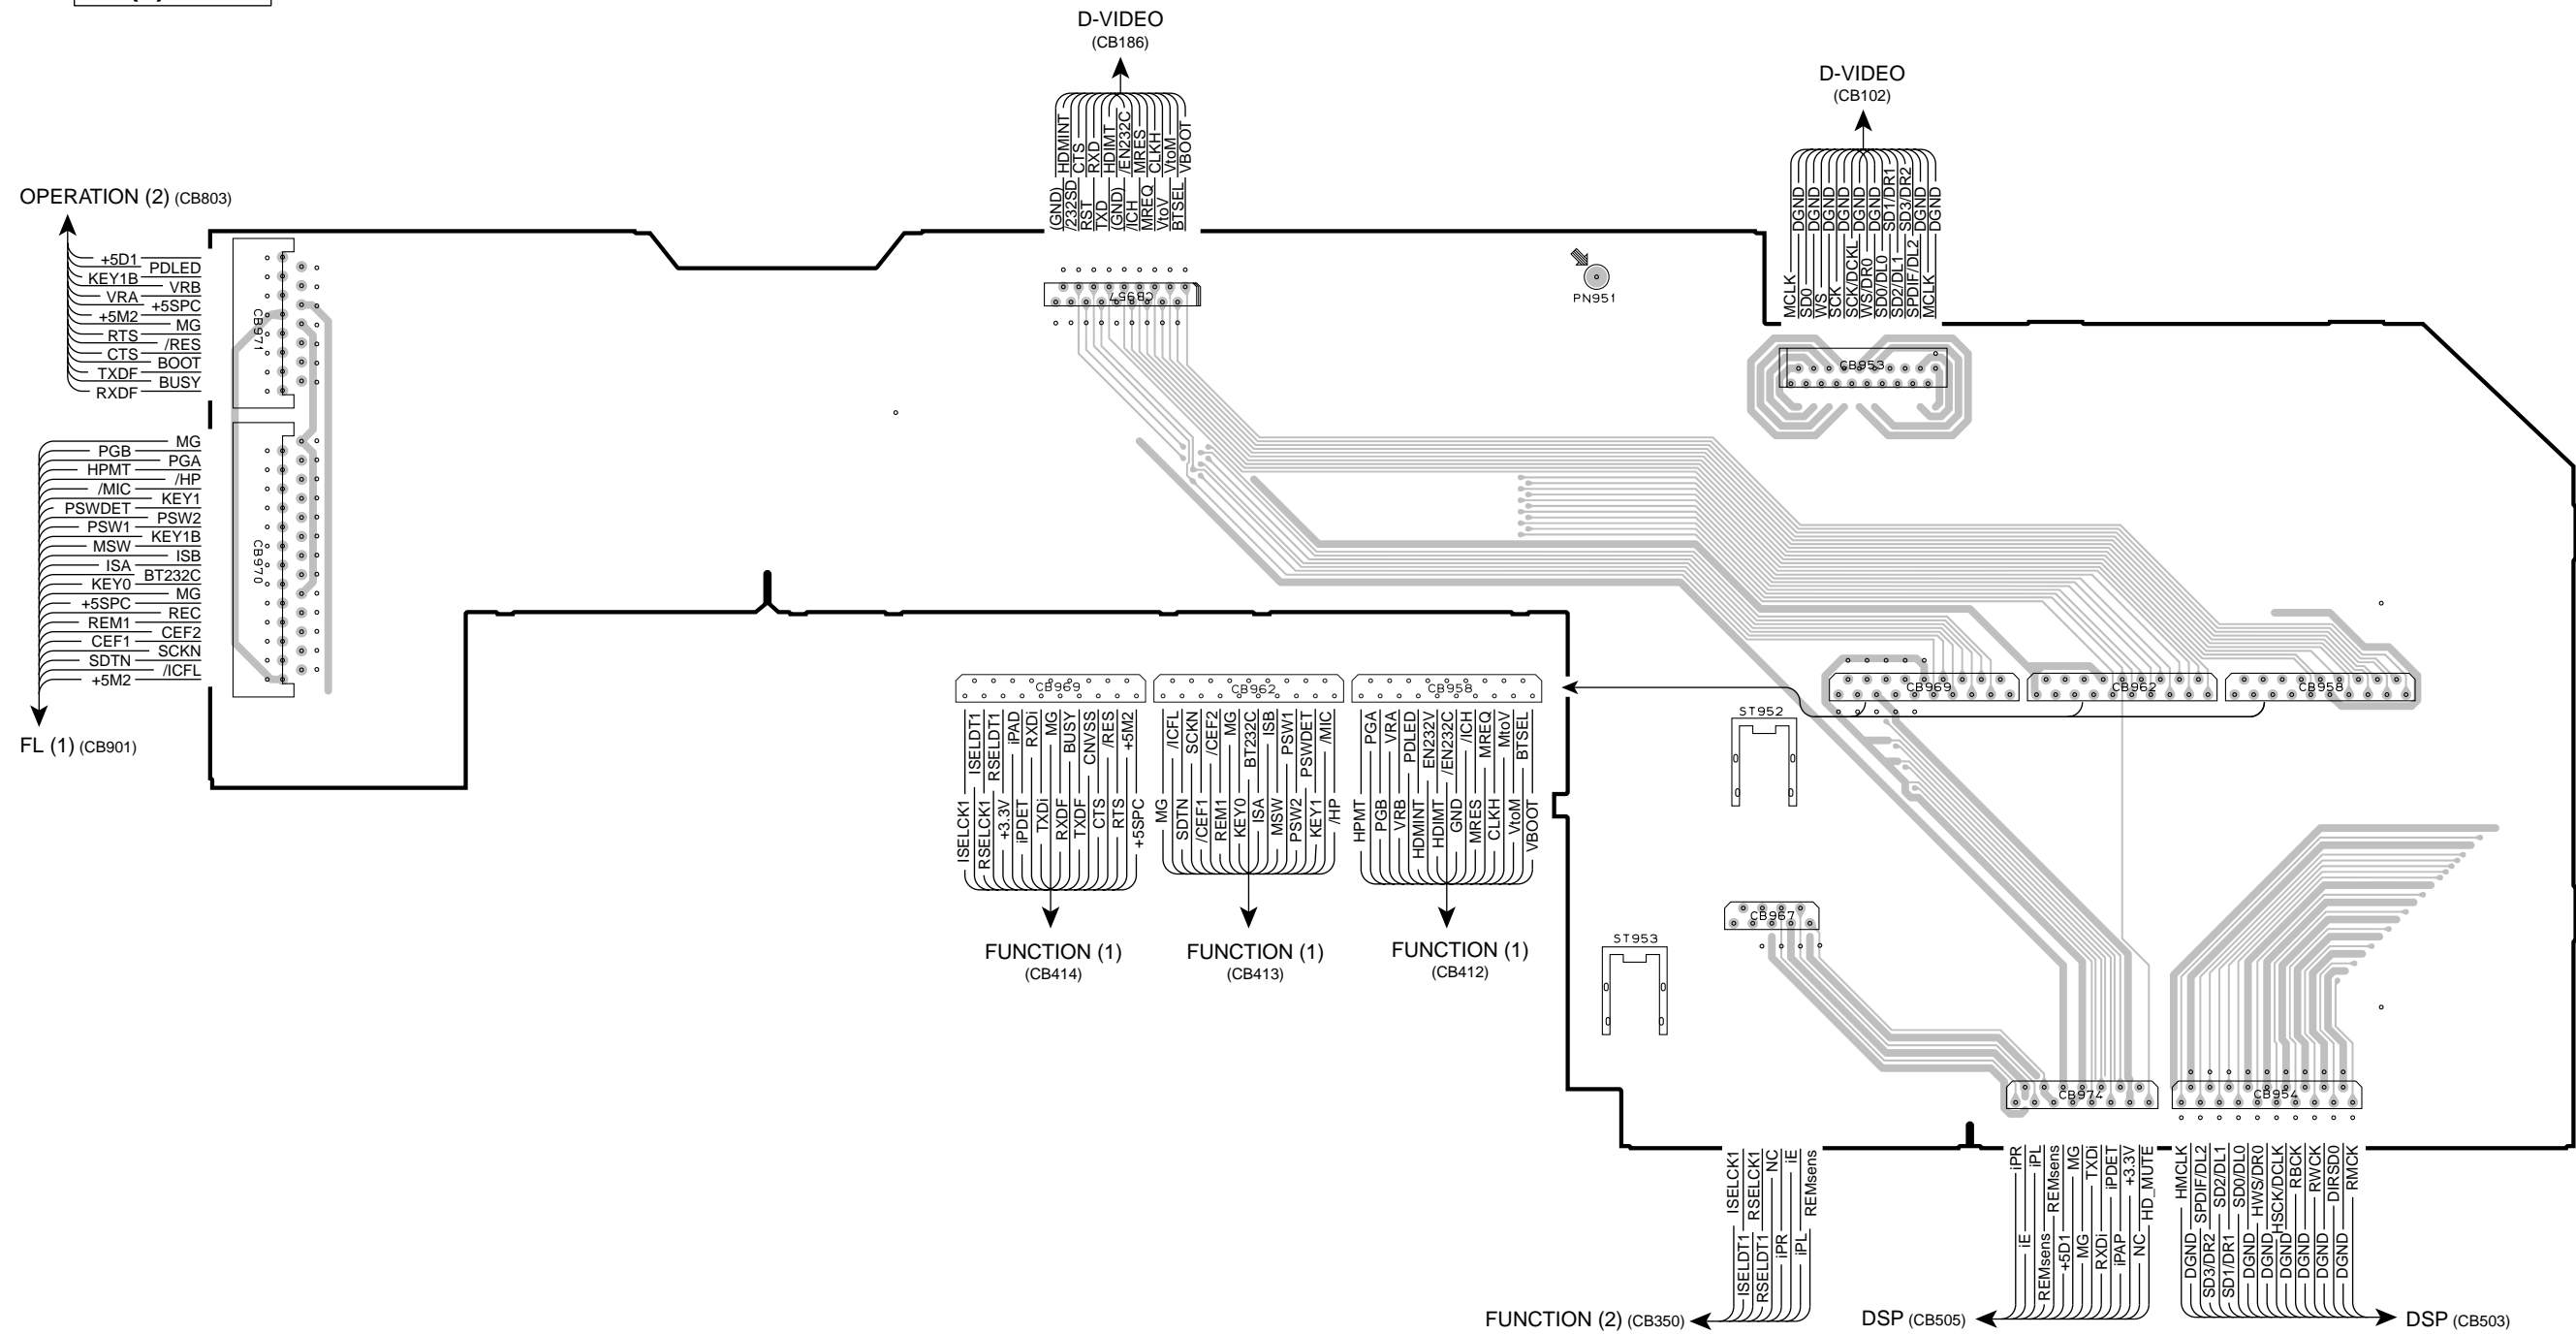 D-VIDEO
(CB186)
HDMINT
CTS
RXD
HDIMT
/EN232C
MRES
CLKH
VtoM
VBOOT
(GND)
/232SD
RST
TXD
(GND)
/ICH
MREQ
VtoV
BTSEL
D-VIDEO
(CB102)
DGND
DGND
DGND
DGND
DGND
DGND
SD1/DR1
SD3/DR2
DGND
DGND
MCLK
SD0
WS
SCK
SCK/DCKL
WS/DR0
SD0/DL0
SD2/DL1
SPDIF/DL2
MCLK
OPERATION (2) (CB803)
+5D1
PDLED
KEY1B
VRB
VRA
+5SPC
+5M2
MG
RTS
/RES
CTS
BOOT
TXDF
BUSY
RXDF
CB971
CB957
PN951
CB953
MG
PGB
PGA
HPMT
/HP
/MIC
KEY1
PSWDET
PSW2
PSW1
KEY1B
MSW
ISB
ISA
BT232C
KEY0
MG
+5SPC
REC
REM1
CEF2
CEF1
SCKN
SDTN
/ICFL
+5M2
CB970
FL (1) (CB901)
CB969
CB962
CB958
CB969
CB962
CB958
ISELDT1
RSELDT1
iPAD
RXDi
MG
BUSY
CNVSS
/RES
+5M2
ISELCK1
RSELCK1
+3.3V
iPDET
TXDi
RXDF
TXDF
CTS
RTS
+5SPC
/ICFL
SCKN
/CEF2
MG
BT232C
ISB
PSW1
PSWDET
/MIC
MG
SDTN
/CEF1
REM1
KEY0
ISA
MSW
PSW2
KEY1
/HP
PGA
VRA
PDLED
EN232V
/EN232C
/ICH
MREQ
MtoV
BTSEL
HPMT
PGB
VRB
HDMINT
HDIMT
GND
MRES
CLKH
VtoM
VBOOT
FUNCTION (1)
(CB414)
FUNCTION (1)
(CB413)
FUNCTION (1)
(CB412)
ST952
CB967
ST953
CB974
CB954
ISELCK1
RSELCK1
NC
iE
REMsens
ISELDT1
RSELDT1
iPR
iPL
FUNCTION (2) (CB350)
iPR
iPL
REMsens
MG
TXDi
iPDET
+3.3V
HD_MUTE
iE
REMsens
+5D1
MG
RXDi
iPAP
NC
DSP (CB505)
HMCLK
SPDIF/DL2
SD2/DL1
SD0/DL0
HWS/DR0
HSCK/DCLK
RBCK
RWCK
DIRSD0
RMCK
DGND
SD3/DR2
SD1/DR1
DGND
DGND
DGND
DGND
DGND
DGND
DSP (CB503)